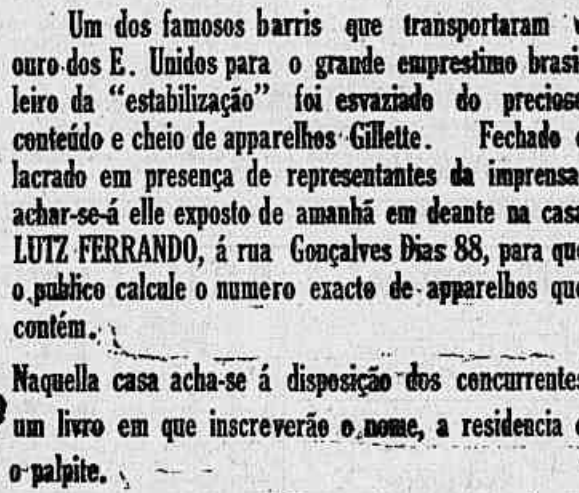 Um dos famosos barris que transportaram o
ouro dos E. Unidos para o grande emprestimo brasi-
leiro da "estabilização" foi esvaziado do precioso
conteúdo e cheio de apparelhos Gillette. Fechado e
lacrado em presença de representantes da imprensa,
achar-se-á elle exposto de amanhã em deante na casa
LUTZ FERRANDO, á rua Gonçalves Dias 88, para que
o publico calcule o numero exacto de apparelhos que
contém.
Naquella casa acha-se á disposição dos concurrentes
um livro em que inscreverão o nome, a residencia e
o palpite.